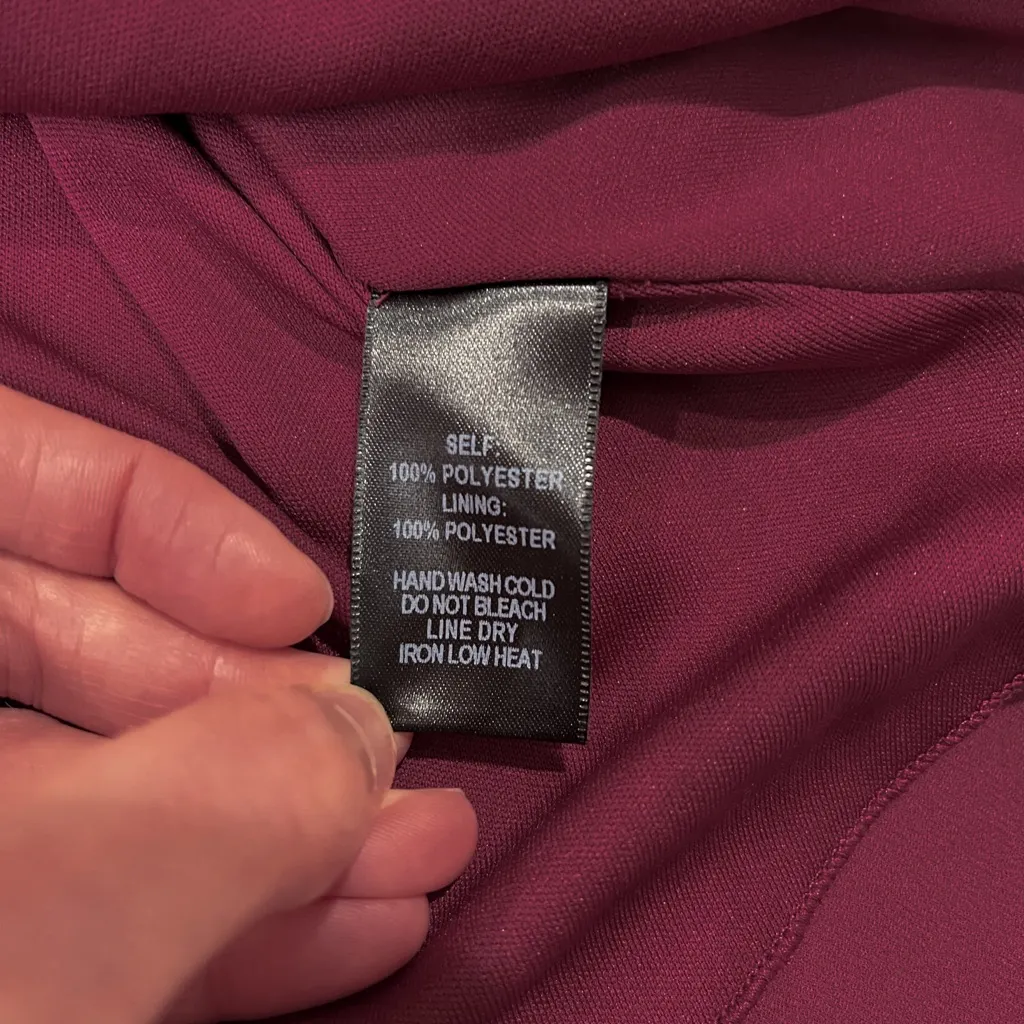 SELF:
100% POLYESTER
LINING:
100% POLYESTER
HAND WASH COLD
DO NOT BLEACH
LINE DRY
IRON LOW HEAT